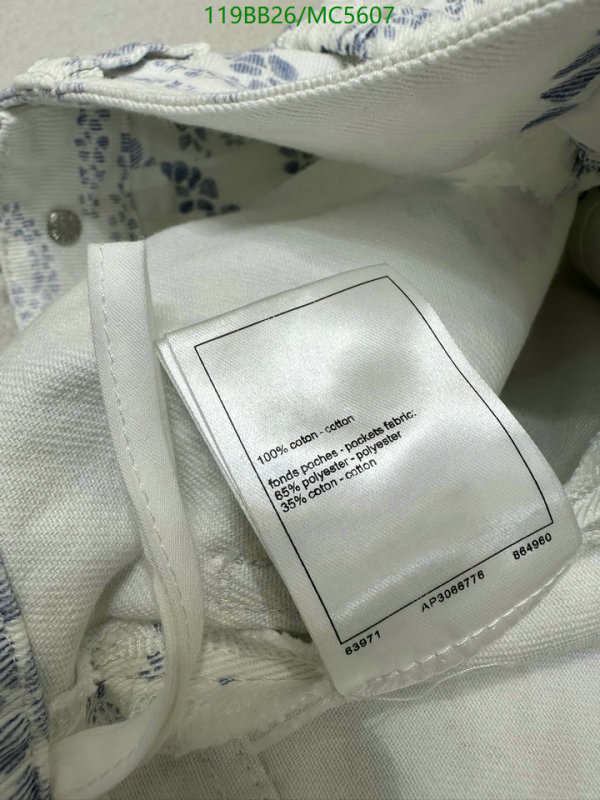 119BB26/MC5607
100% coton - cotton
fonds poches - pockets fabric:
65% polyester - polyester
35% coton - cotton
63971 AP3066776 864960